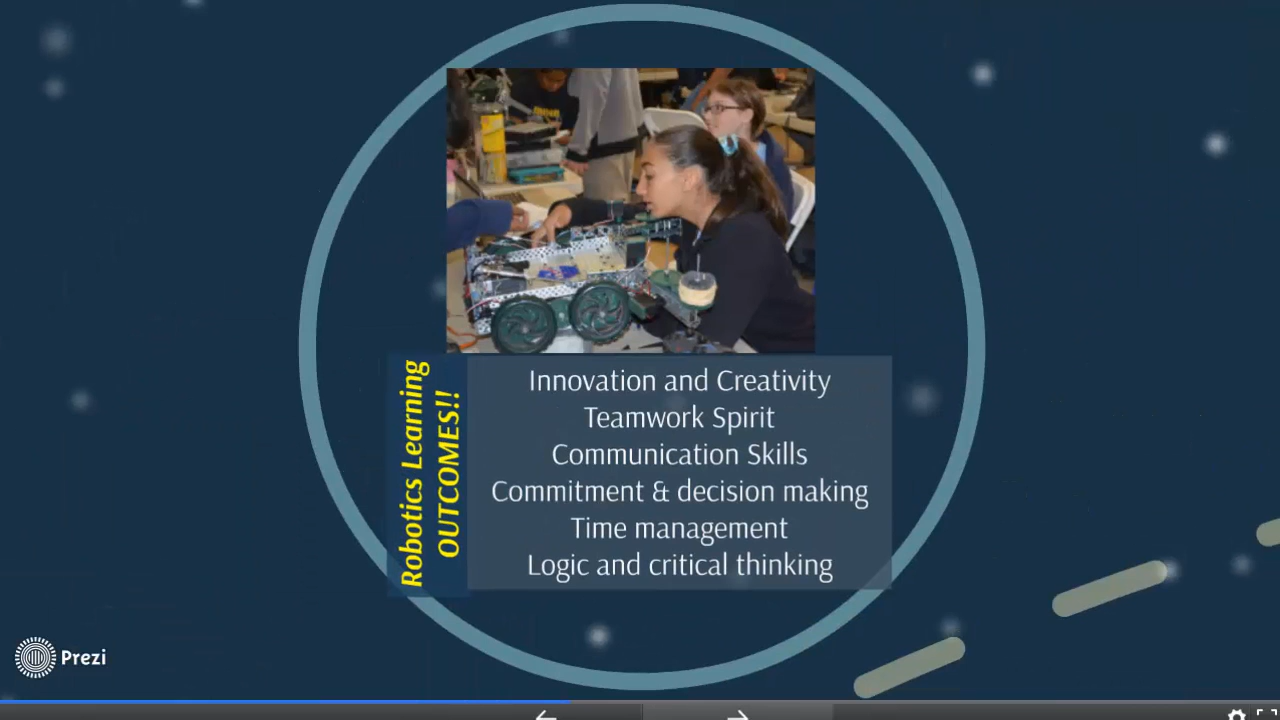 Robotics Learning
OUTCOMES!!
Innovation and Creativity
Teamwork Spirit
Communication Skills
Commitment & decision making
Time management
Logic and critical thinking
Prezi